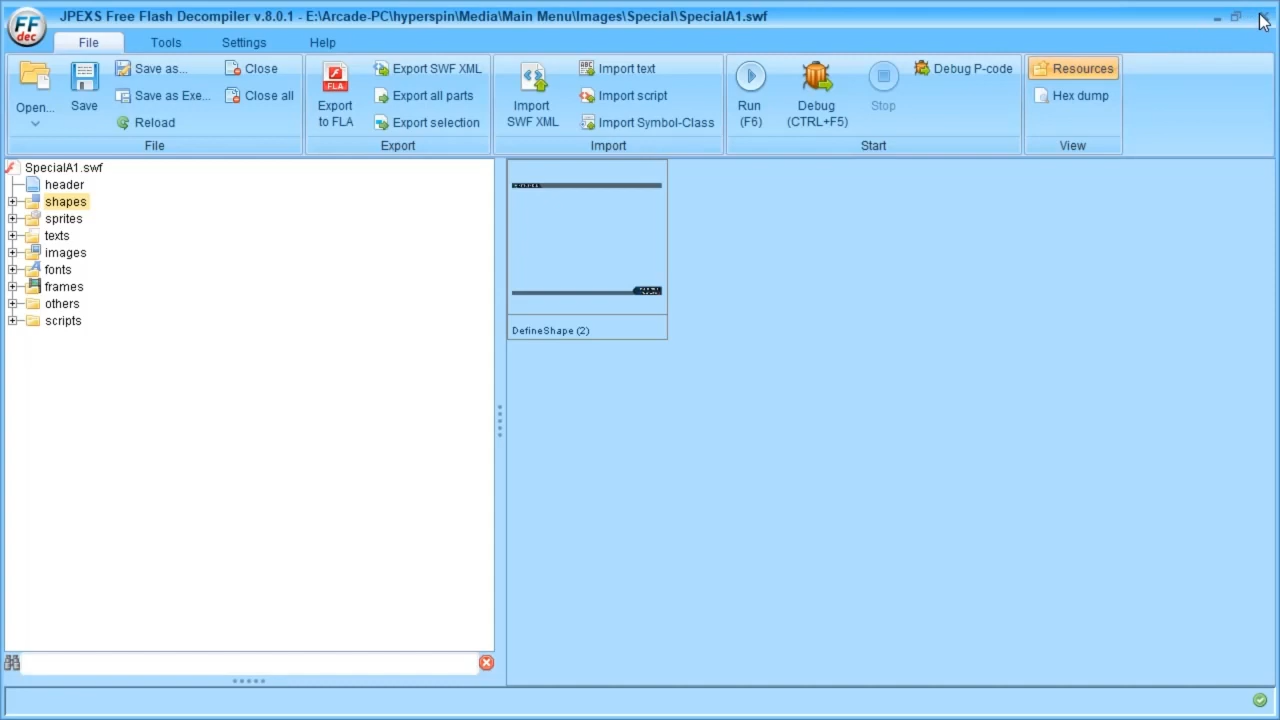 FF dec
JPEXS Free Flash Decompiler v.8.0.1 - E:\Arcade-PC\hyperspin\Media\Main Menu\Images\Special\SpecialA1.swf
File Tools Settings Help
Open... Save Save as... Close
Save as Exe... Close all
Reload
File
FLA
Export to FLA
Export SWF XML
Export all parts
Export selection
Export
Import SWF XML
ABC
Import text
Import script
Import Symbol-Class
Import
Run (F6)
Debug (CTRL+F5)
Stop
Debug P-code
Start
Resources
Hex dump
View
SpecialA1.swf
header
shapes
sprites
texts
images
fonts
frames
others
scripts
DefineShape (2)